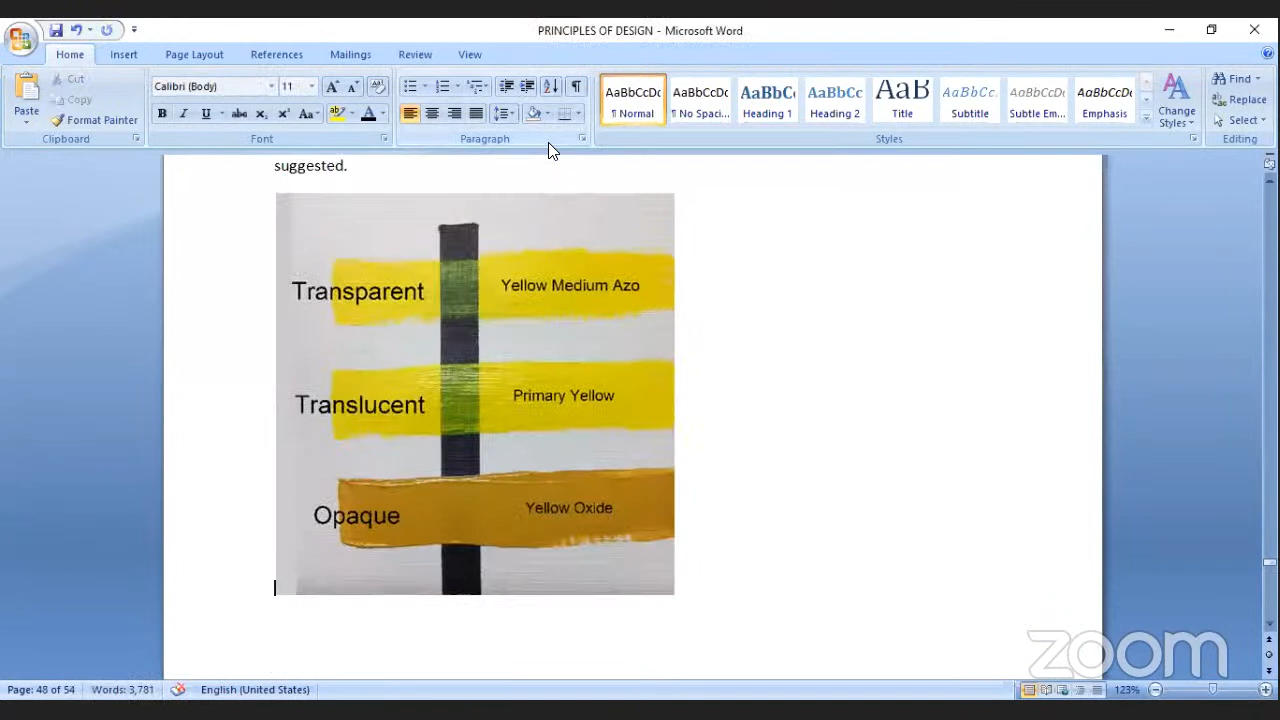 PRINCIPLES OF DESIGN - Microsoft Word
Home Insert Page Layout References Mailings Review View
Paste
Cut
Copy
Format Painter
Clipboard
Calibri (Body) 11
Font
Paragraph
AaBbCcDc AaBbCcDc AaBbCc AaBbCc AaB AaBbCc. AaBbCcDc AaBbCcDc
¶ Normal ¶ No Spaci... Heading 1 Heading 2 Title Subtitle Subtle Em... Emphasis
Change
Styles
Styles
Find
Replace
Select
Editing
suggested.
Transparent Yellow Medium Azo
Translucent Primary Yellow
Opaque Yellow Oxide
zoom
Page: 48 of 54 Words: 3,781 English (United States) 123%